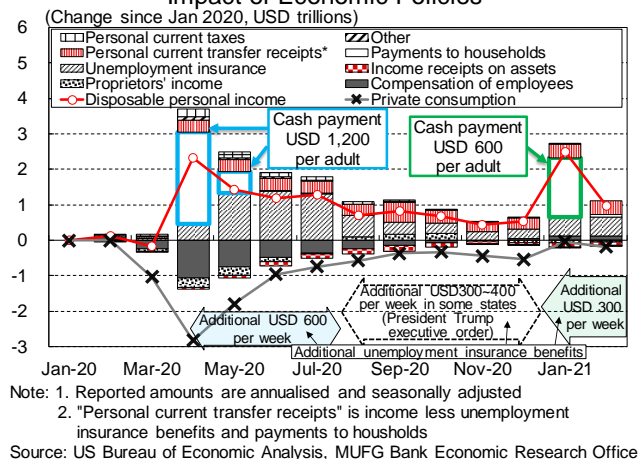 Impact of Economic Policies
(Change since Jan 2020, USD trillions)
Personal current taxes
Other
Personal current transfer receipts*
Payments to households
Unemployment insurance
Income receipts on assets
Proprietors' income
Compensation of employees
Disposable personal income
Private consumption
6
5
4
3
2
1
0
-1
-2
-3
Cash payment
USD 1,200
per adult
Cash payment
USD 600
per adult
Additional USD 600
per week
Additional USD300~400
per week in some states
(President Trump
executive order)
Additional
USD 300
per week
Additional unemployment insurance benefits
Jan-20
Mar-20
May-20
Jul-20
Sep-20
Nov-20
Jan-21
Note: 1. Reported amounts are annualised and seasonally adjusted
2. "Personal current transfer receipts" is income less unemployment
insurance benefits and payments to housholds
Source: US Bureau of Economic Analysis, MUFG Bank Economic Research Office